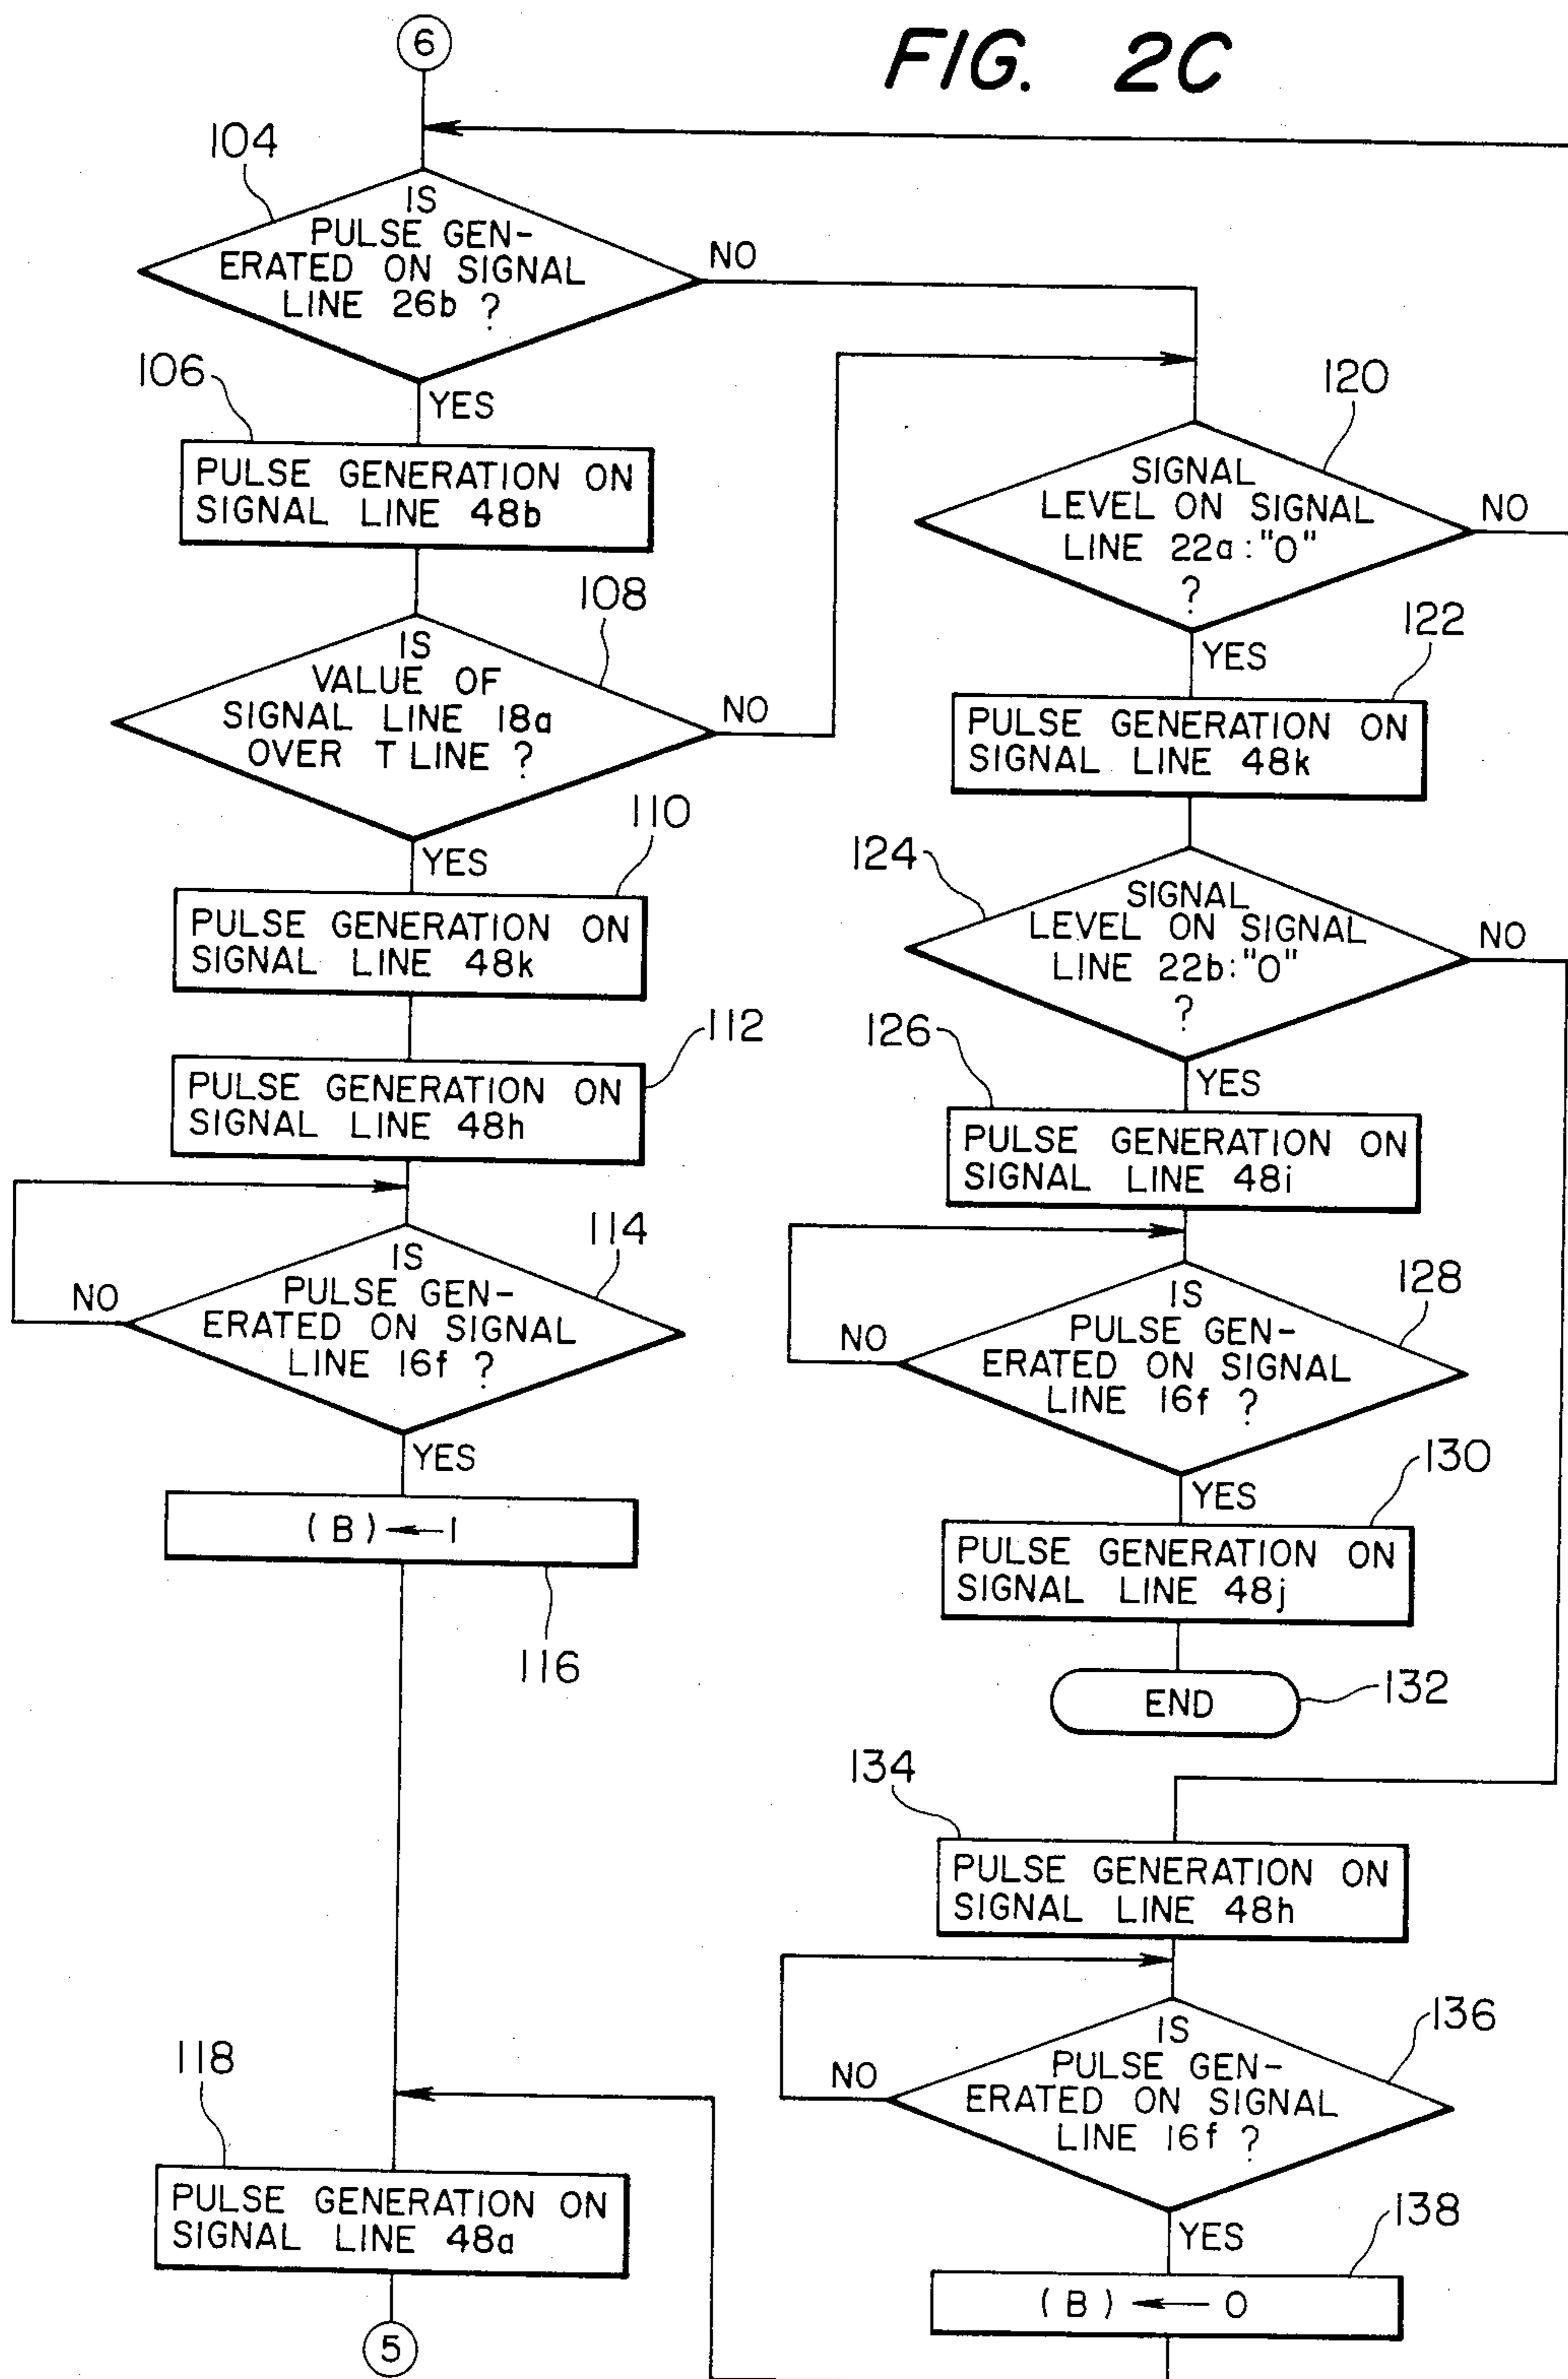 6
FIG. 2C
104
IS
PULSE GEN-
ERATED ON SIGNAL
LINE 26b ?
NO
YES
106
PULSE GENERATION ON
SIGNAL LINE 48b
108
IS
VALUE OF
SIGNAL LINE 18a
OVER T LINE ?
NO
YES
110
PULSE GENERATION ON
SIGNAL LINE 48k
112
PULSE GENERATION ON
SIGNAL LINE 48h
114
IS
PULSE GEN-
ERATED ON SIGNAL
LINE 16f ?
NO
YES
(B)←1
116
118
PULSE GENERATION ON
SIGNAL LINE 48a
5
120
SIGNAL
LEVEL ON SIGNAL
LINE 22a:"0"
?
NO
YES
122
PULSE GENERATION ON
SIGNAL LINE 48k
124
SIGNAL
LEVEL ON SIGNAL
LINE 22b:"0"
?
NO
YES
126
PULSE GENERATION ON
SIGNAL LINE 48i
128
IS
PULSE GEN-
ERATED ON SIGNAL
LINE 16f ?
NO
YES
130
PULSE GENERATION ON
SIGNAL LINE 48j
END
132
134
PULSE GENERATION ON
SIGNAL LINE 48h
136
IS
PULSE GEN-
ERATED ON SIGNAL
LINE 16f ?
NO
YES
138
(B) ← 0